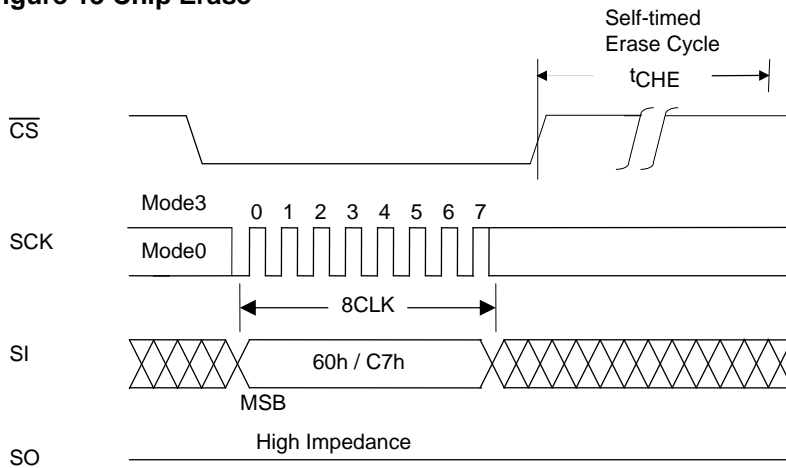 Figure 16 Chip Erase
Self-timed
Erase Cycle
tCHE
CS
SCK
Mode3
Mode0
0 1 2 3 4 5 6 7
8CLK
SI
60h / C7h
MSB
High Impedance
SO